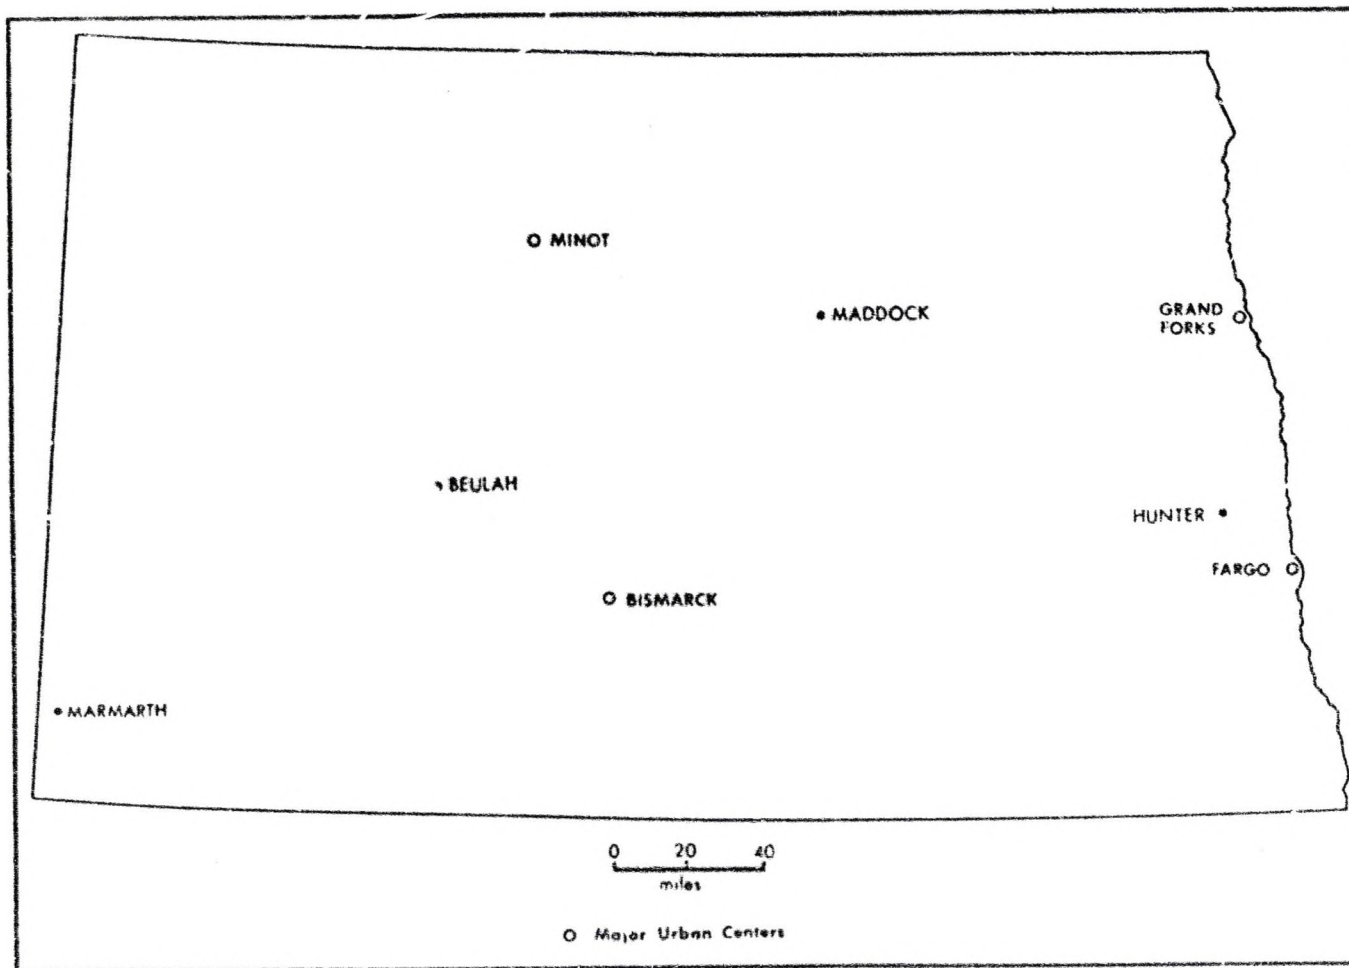 MINOT
MADDOCK
GRAND
FORKS
BEULAH
HUNTER
FARGO
BISMARCK
MARMARTH
0 20 40
miles
Major Urban Centers